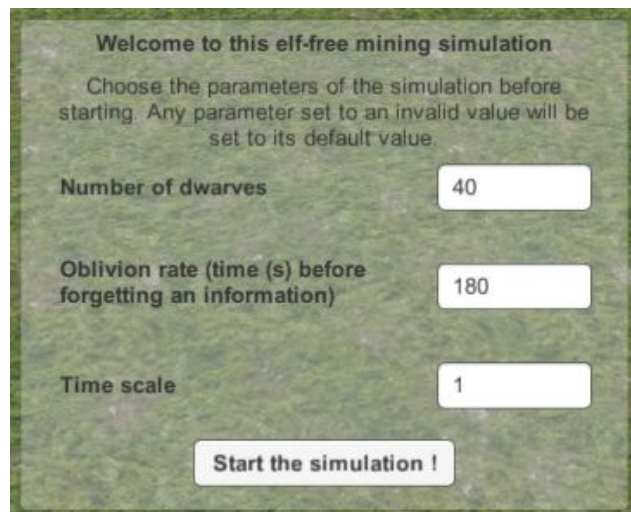 Welcome to this elf-free mining simulation
Choose the parameters of the simulation before
starting. Any parameter set to an invalid value will be
set to its default value.
Number of dwarves
40
Oblivion rate (time (s) before
forgetting an information)
180
Time scale
1
Start the simulation !